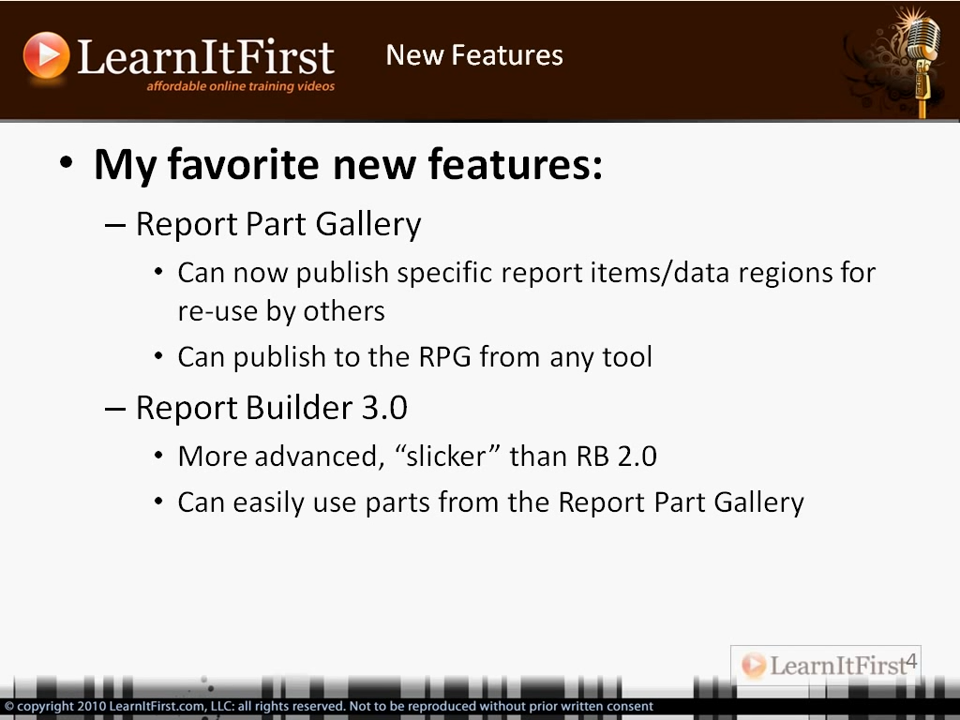 LearnItFirst
affordable online training videos
New Features
• My favorite new features:
– Report Part Gallery
• Can now publish specific report items/data regions for
re-use by others
• Can publish to the RPG from any tool
– Report Builder 3.0
• More advanced, “slicker” than RB 2.0
• Can easily use parts from the Report Part Gallery
LearnItFirst
4
© copyright 2010 LearnItFirst.com, LLC: all rights reserved. Not to be reproduced without prior written consent